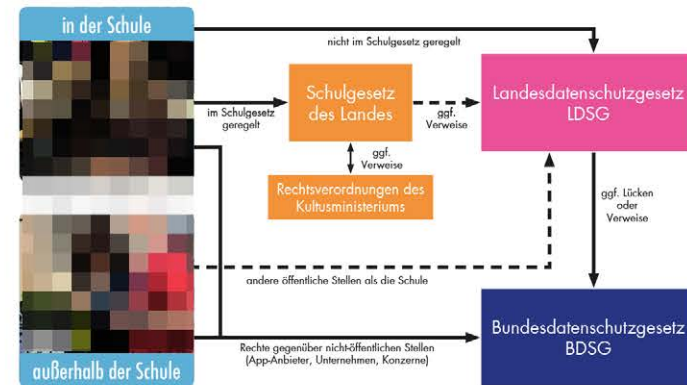 in der Schule
nicht im Schulgesetz geregelt
im Schulgesetz
geregelt
Schulgesetz
des Landes
ggf.
Verweise
Landesdatenschutzgesetz
LDSG
ggf.
Verweise
Rechtsverordnungen des
Kultusministeriums
ggf. Lücken
oder
Verweise
andere öffentliche Stellen als die Schule
Rechte gegenüber nicht-öffentlichen Stellen
(App-Anbieter, Unternehmen, Konzerne)
Bundesdatenschutzgesetz
BDSG
außerhalb der Schule